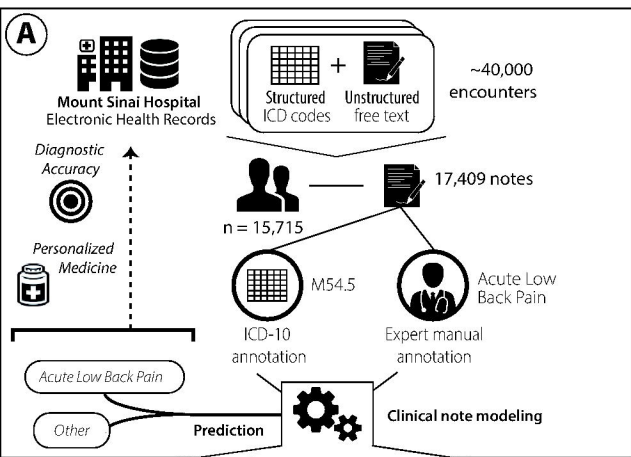 A
Mount Sinai Hospital
Electronic Health Records
Structured
ICD codes
+
Unstructured
free text
~40,000
encounters
Diagnostic
Accuracy
17,409 notes
n = 15,715
Personalized
Medicine
M54.5
Acute Low
Back Pain
ICD-10
annotation
Expert manual
annotation
Acute Low Back Pain
Other
Prediction
Clinical note modeling